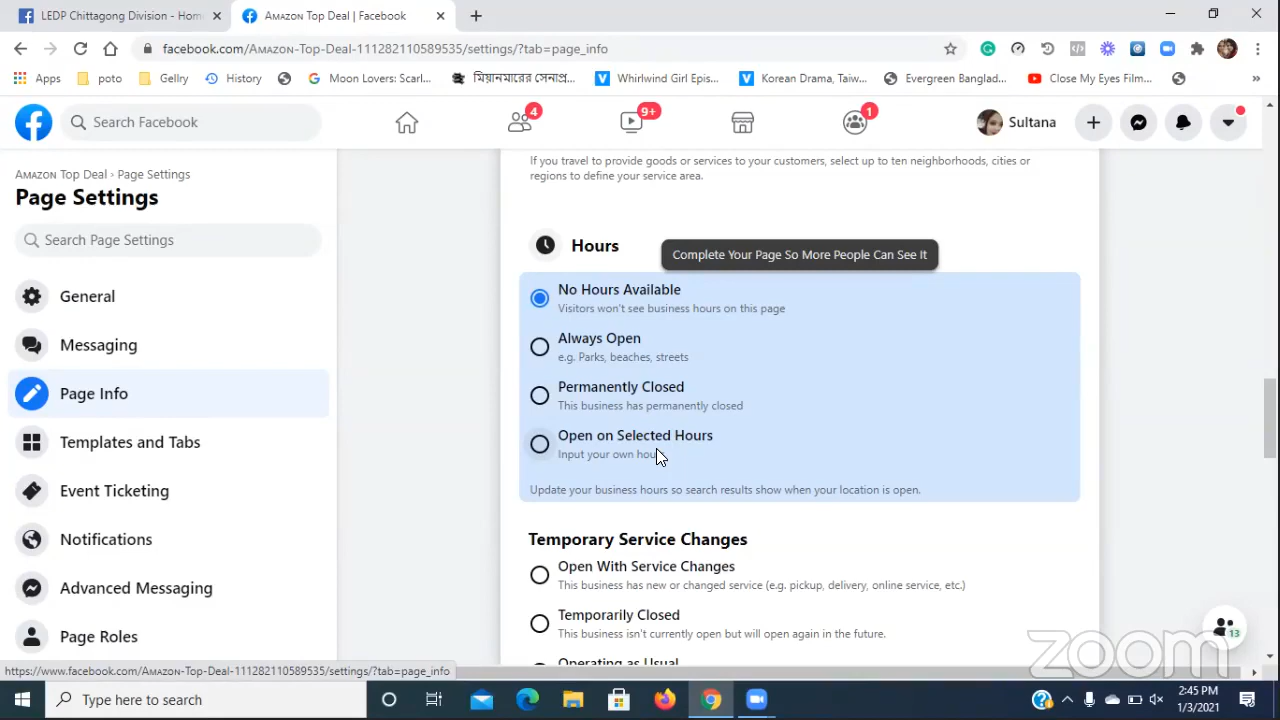 LEDP Chittagong Division - Hom
Amazon Top Deal | Facebook
facebook.com/Amazon-Top-Deal-111282110589535/settings/?tab=page_info
Apps
poto
Gellry
History
Moon Lovers: Scarl...
মিয়ানমারের সেনাপ্র...
Whirlwind Girl Epis...
Korean Drama, Taiw...
Evergreen Banglad...
Close My Eyes Film...
»
Search Facebook
4
9+
1
Sultana
Amazon Top Deal › Page Settings
Page Settings
Search Page Settings
General
Messaging
Page Info
Templates and Tabs
Event Ticketing
Notifications
Advanced Messaging
Page Roles
If you travel to provide goods or services to your customers, select up to ten neighborhoods, cities or
regions to define your service area.
Hours
Complete Your Page So More People Can See It
No Hours Available
Visitors won't see business hours on this page
Always Open
e.g. Parks, beaches, streets
Permanently Closed
This business has permanently closed
Open on Selected Hours
Input your own hou
Update your business hours so search results show when your location is open.
Temporary Service Changes
Open With Service Changes
This business has new or changed service (e.g. pickup, delivery, online service, etc.)
Temporarily Closed
This business isn't currently open but will open again in the future.
Operating as Usual
13
zoom
https://www.facebook.com/Amazon-Top-Deal-111282110589535/settings/?tab=page_info
Type here to search
2:45 PM
1/3/2021